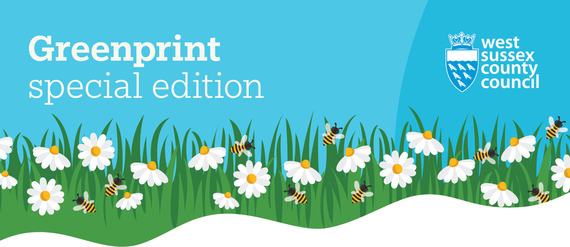 Greenprint
special edition
west
sussex
county
council